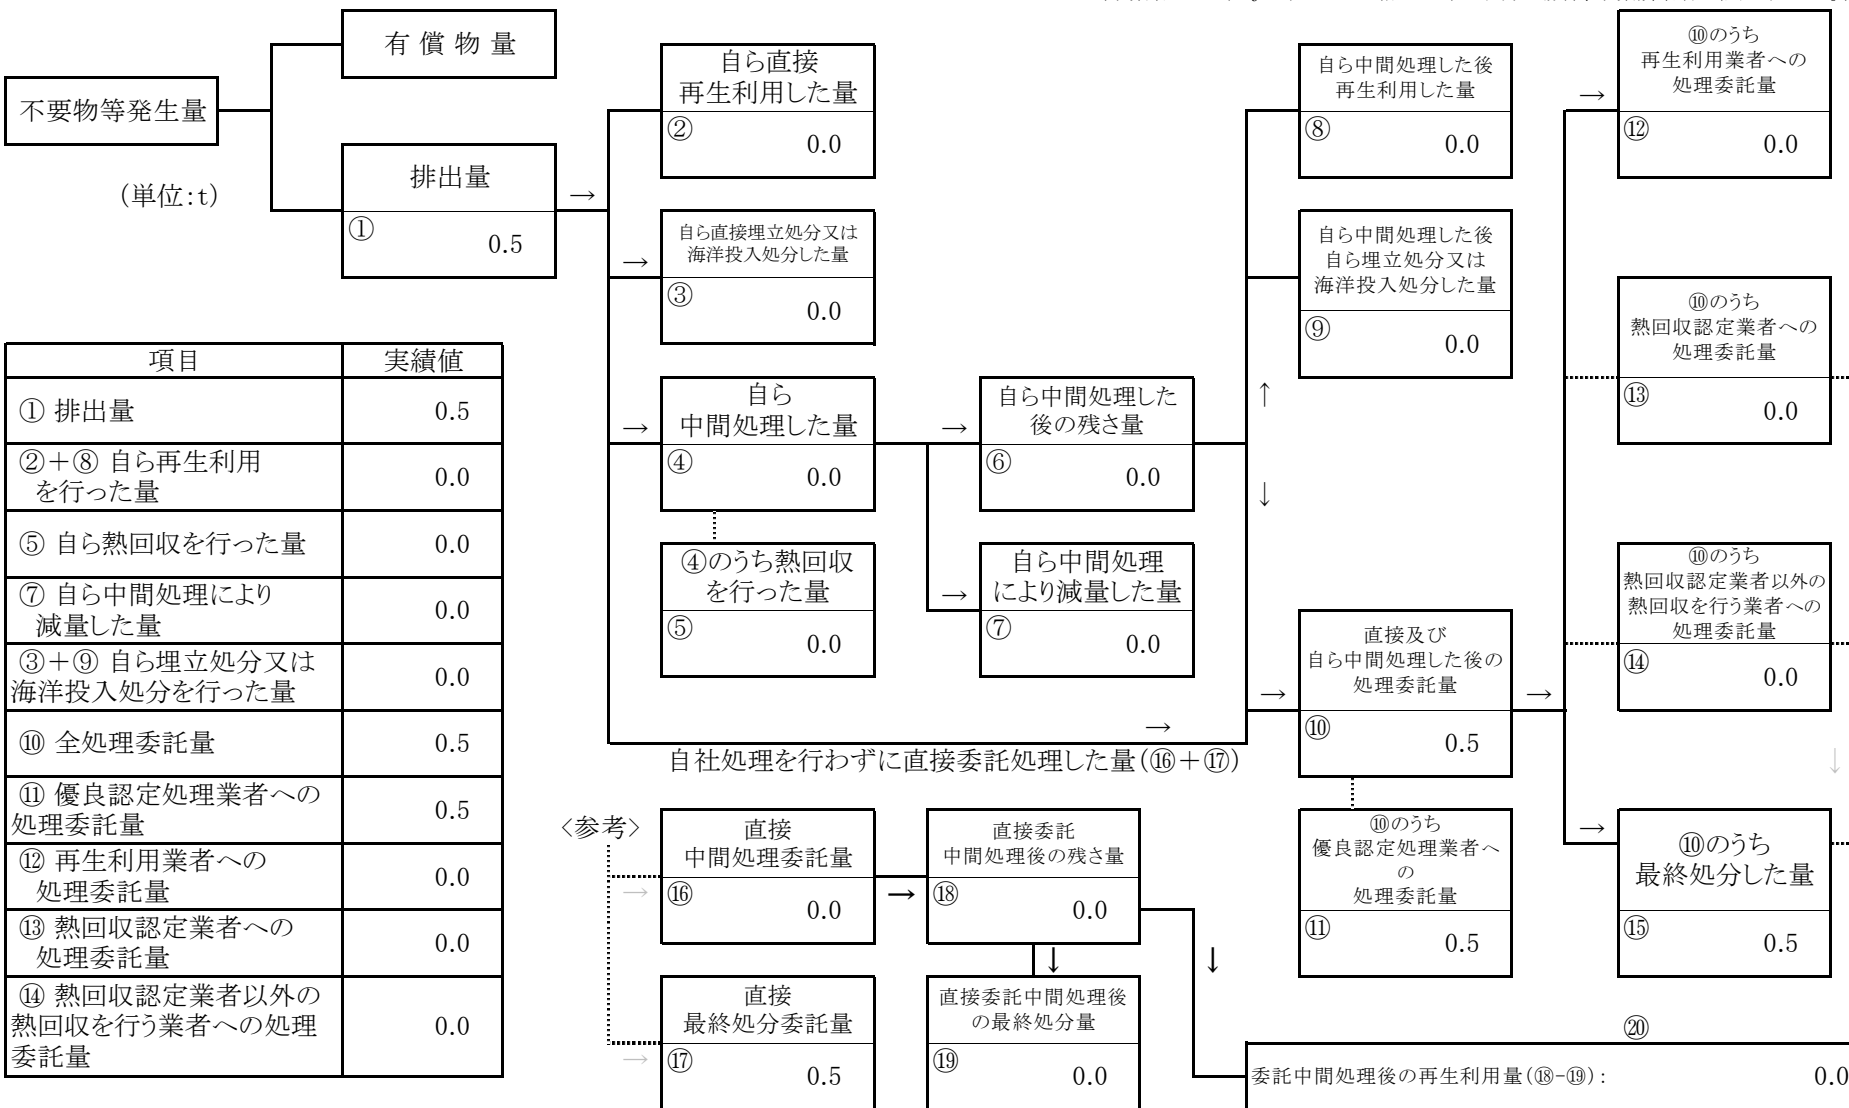 有償物量
不要物等発生量
(単位:t)
排出量
①
0.5
→
自ら直接
再生利用した量
②
0.0
自ら直接埋立処分又は
海洋投入処分した量
→
③
0.0
自ら
中間処理した量
→
④
0.0
④のうち熱回収
を行った量
⑤
0.0
→
自ら中間処理した
後の残さ量
⑥
0.0
→
自ら中間処理
により減量した量
⑦
0.0
自ら中間処理した後
再生利用した量
⑧
0.0
自ら中間処理した後
自ら埋立処分又は
海洋投入処分した量
⑨
0.0
↑
↓
→
自社処理を行わずに直接委託処理した量(⑯+⑰)
→
直接及び
自ら中間処理した後の
処理委託量
⑩
0.5
→
⑩のうち
優良認定処理業者へ
の
処理委託量
⑪
0.5
→
⑩のうち
再生利用業者への
処理委託量
⑫
0.0
⑩のうち
熱回収認定業者への
処理委託量
⑬
0.0
⑩のうち
熱回収認定業者以外の
熱回収を行う業者への
処理委託量
⑭
0.0
↓
→
⑩のうち
最終処分した量
⑮
0.5
項目 実績値
① 排出量 0.5
②+⑧ 自ら再生利用
を行った量 0.0
⑤ 自ら熱回収を行った量 0.0
⑦ 自ら中間処理により
減量した量 0.0
③+⑨ 自ら埋立処分又は
海洋投入処分を行った量 0.0
⑩ 全処理委託量 0.5
⑪ 優良認定処理業者への
処理委託量 0.5
⑫ 再生利用業者への
処理委託量 0.0
⑬ 熱回収認定業者への
処理委託量 0.0
⑭ 熱回収認定業者以外の
熱回収を行う業者への処理
委託量 0.0
<参考>
→
直接
中間処理委託量
⑯
0.0
→
直接委託
中間処理後の残さ量
⑱
0.0
↓
↓
→
直接
最終処分委託量
⑰
0.5
直接委託中間処理後
の最終処分量
⑲
0.0
⑳
委託中間処理後の再生利用量(⑱-⑲): 0.0